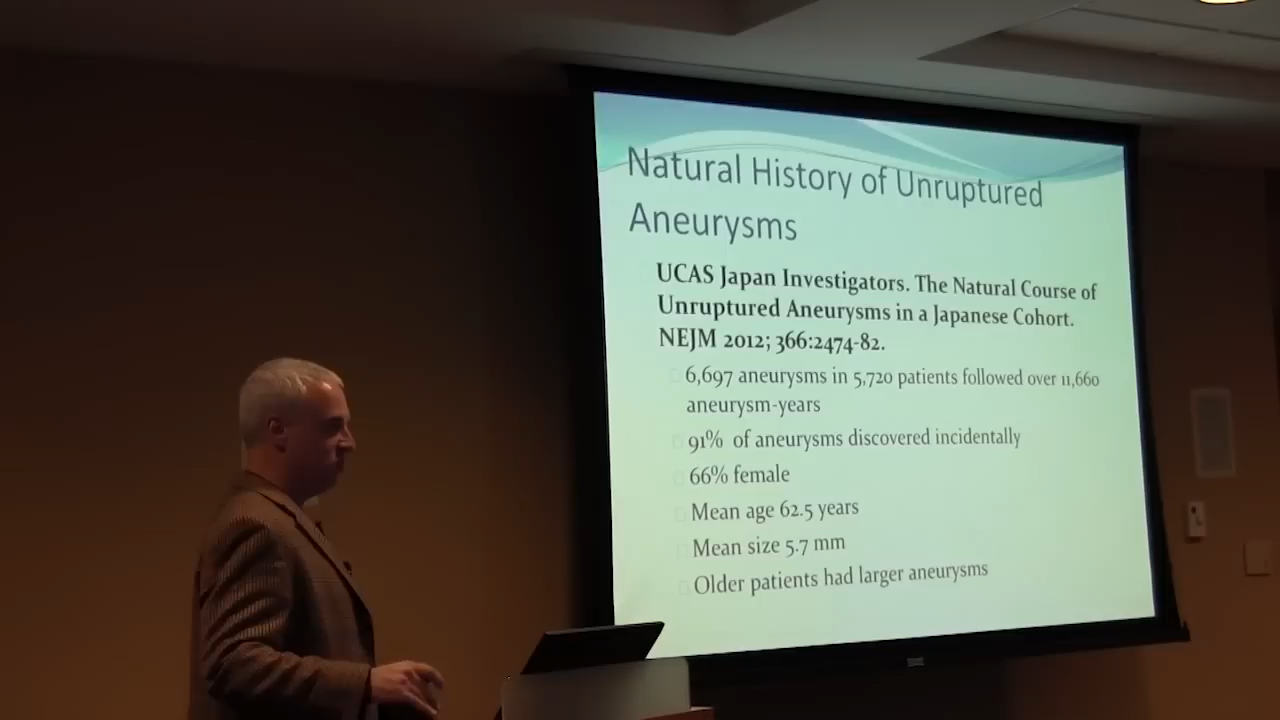 Natural History of Unruptured
Aneurysms
UCAS Japan Investigators. The Natural Course of
Unruptured Aneurysms in a Japanese Cohort.
NEJM 2012; 366:2474-82.
6,697 aneurysms in 5,720 patients followed over 11,660
aneurysm-years
91% of aneurysms discovered incidentally
66% female
Mean age 62.5 years
Mean size 5.7 mm
Older patients had larger aneurysms